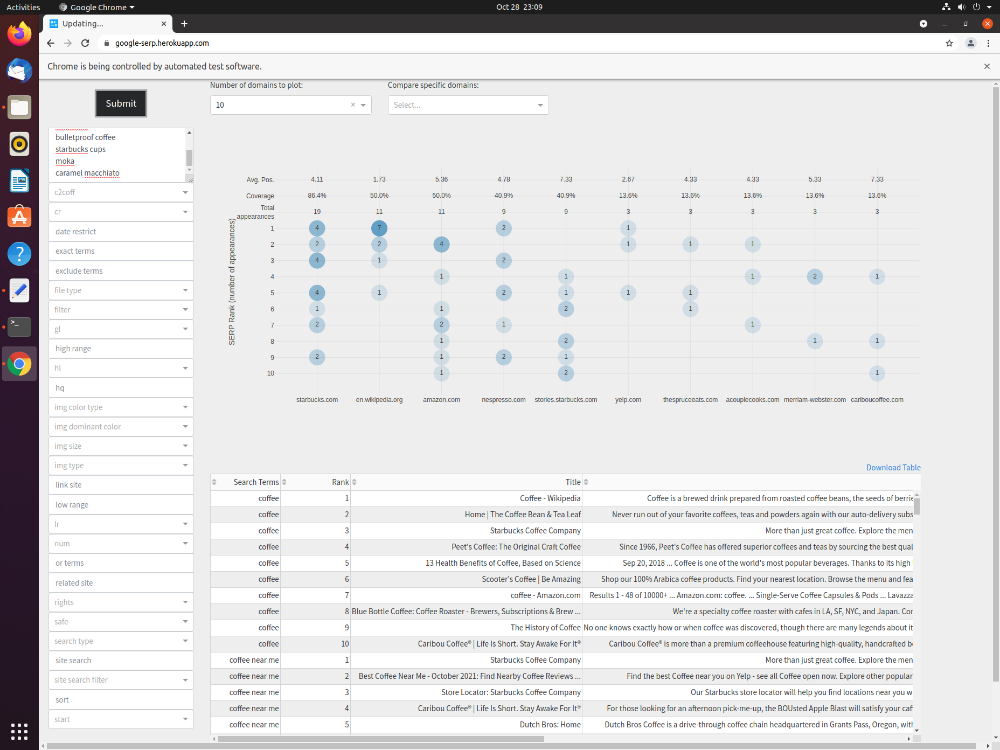 Activities
Google Chrome
Oct 28 23:09
Updating...
google-serp.herokuapp.com
Chrome is being controlled by automated test software.
Submit
bulletproof coffee
starbucks cups
moka
caramel macchiato
c2coff
cr
date restrict
exact terms
exclude terms
file type
filter
gl
high range
hl
hq
img color type
img dominant color
img size
img type
link site
low range
lr
num
or terms
related site
rights
safe
search type
site search
site search filter
sort
start
Number of domains to plot:
10
Compare specific domains:
Select...
Avg. Pos. 4.11 1.73 5.36 4.78 7.33 2.67 4.33 4.33 5.33 7.33
Coverage 86.4% 50.0% 50.0% 40.9% 40.9% 13.6% 13.6% 13.6% 13.6% 13.6%
Total
appearances 19 11 11 9 9 3 3 3 3 3
SERP Rank (number of appearances)
1 4 7 2 1
2 2 2 4 1 1 1
3 4 1 2
4 1 1 1 2 1
5 4 1 2 1 1 1
6 1 1 2 1
7 2 2 1 1
8 1 2 1 1
9 2 1 2 1
10 1 2 1
starbucks.com en.wikipedia.org amazon.com nespresso.com stories.starbucks.com yelp.com thespruceeats.com acouplecooks.com merriam-webster.com cariboucoffee.com
Download Table
Search Terms Rank Title
coffee 1 Coffee - Wikipedia Coffee is a brewed drink prepared from roasted coffee beans, the seeds of berrie
coffee 2 Home | The Coffee Bean & Tea Leaf Never run out of your favorite coffees, teas and powders again with our auto-delivery subs
coffee 3 Starbucks Coffee Company More than just great coffee. Explore the men
coffee 4 Peet's Coffee: The Original Craft Coffee Since 1966, Peet's Coffee has offered superior coffees and teas by sourcing the best qual
coffee 5 13 Health Benefits of Coffee, Based on Science Sep 20, 2018 ... Coffee is one of the world's most popular beverages. Thanks to its high
coffee 6 Scooter's Coffee | Be Amazing Shop our 100% Arabica coffee products. Find your nearest location. Browse the menu and fea
coffee 7 coffee - Amazon.com Results 1 - 48 of 10000+ ... Amazon.com: coffee. ... Single-Serve Coffee Capsules & Pods ... Lavazza
coffee 8 Blue Bottle Coffee: Coffee Roaster - Brewers, Subscriptions & Brew ... We're a specialty coffee roaster with cafes in LA, SF, NYC, and Japan. Cor
coffee 9 The History of Coffee No one knows exactly how or when coffee was discovered, though there are many legends about it
coffee 10 Caribou Coffee® | Life Is Short. Stay Awake For It® Caribou Coffee® is more than a premium coffeehouse featuring high-quality, handcrafted b
coffee near me 1 Starbucks Coffee Company More than just great coffee. Explore the men
coffee near me 2 Best Coffee Near Me - October 2021: Find Nearby Coffee Reviews ... Find the best Coffee near you on Yelp - see all Coffee open now. Explore other popular
coffee near me 3 Store Locator: Starbucks Coffee Company Our Starbucks store locator will help you find locations near you w
coffee near me 4 Caribou Coffee® | Life Is Short. Stay Awake For It® For those looking for an afternoon pick-me-up, the BOUsted Apple Blast will satisfy your caf
coffee near me 5 Dutch Bros: Home Dutch Bros Coffee is a drive-through coffee chain headquartered in Grants Pass, Oregon, wit